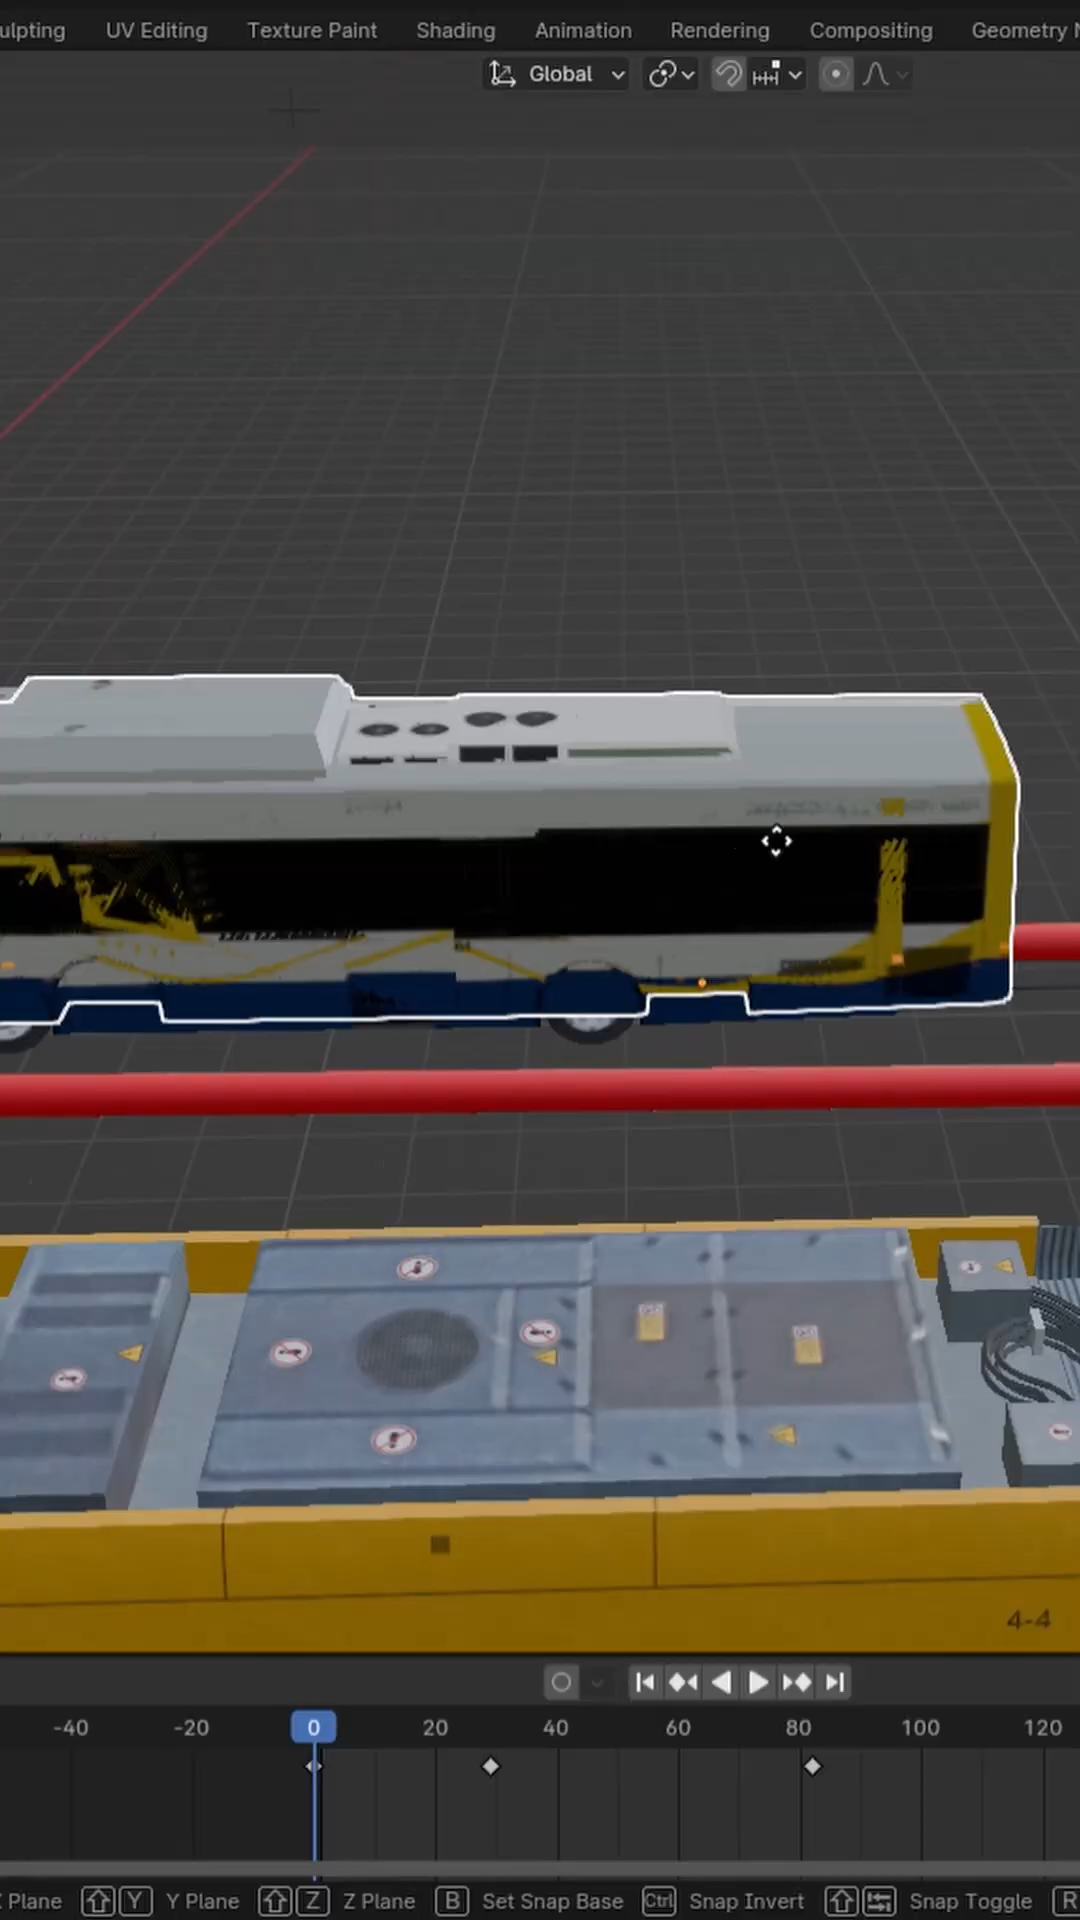 ulpting UV Editing Texture Paint Shading Animation Rendering Compositing Geometry
Global
4-4
-40 -20 0 20 40 60 80 100 120
Plane Y Y Plane Z Z Plane B Set Snap Base Ctrl Snap Invert Snap Toggle R